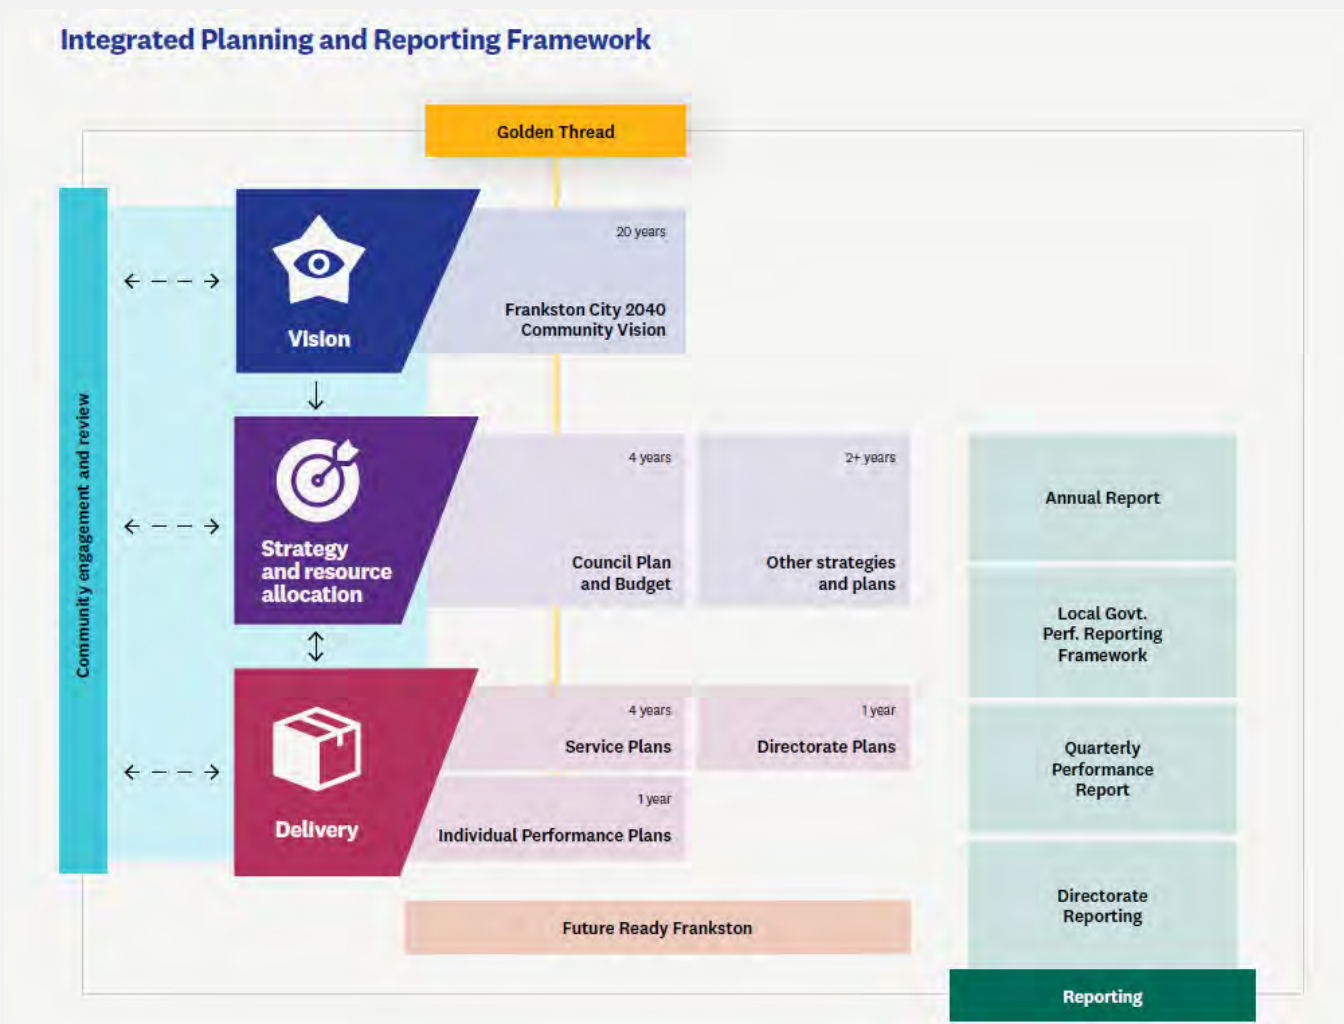 Integrated Planning and Reporting Framework
Golden Thread
Community engagement and review
Vision
20 years
Frankston City 2040
Community Vision
Strategy
and resource
allocation
4 years
Council Plan
and Budget
2+ years
Other strategies
and plans
Delivery
4 years
Service Plans
1 year
Directorate Plans
1 year
Individual Performance Plans
Future Ready Frankston
Annual Report
Local Govt.
Perf. Reporting
Framework
Quarterly
Performance
Report
Directorate
Reporting
Reporting